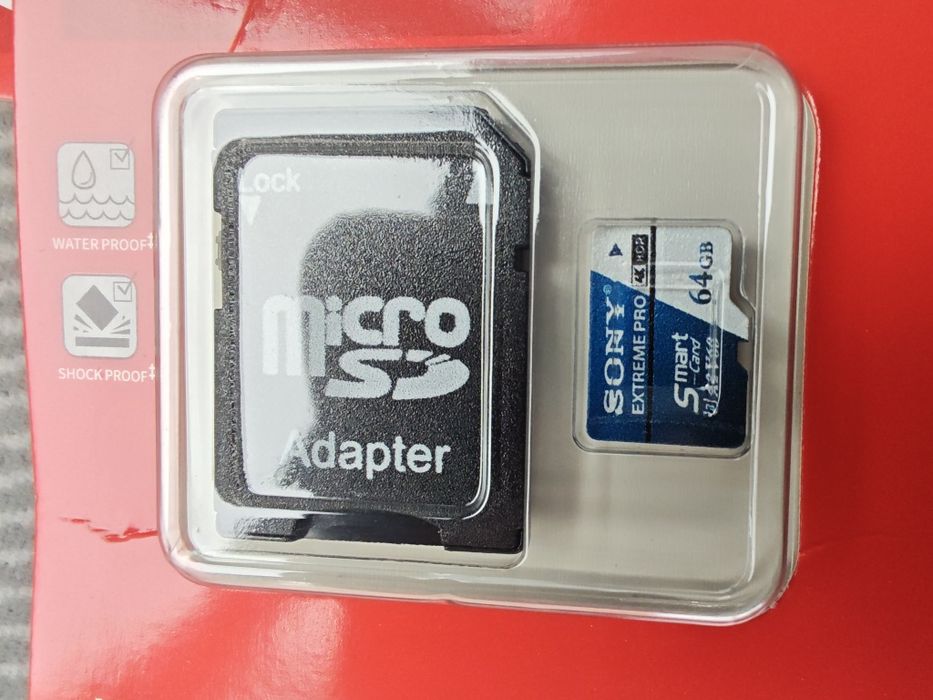 WATER PROOF‡
SHOCK PROOF‡
Lock
micro
SD
Adapter
SONY®
EXTREME PRO
4K
Smart
Card
64GB